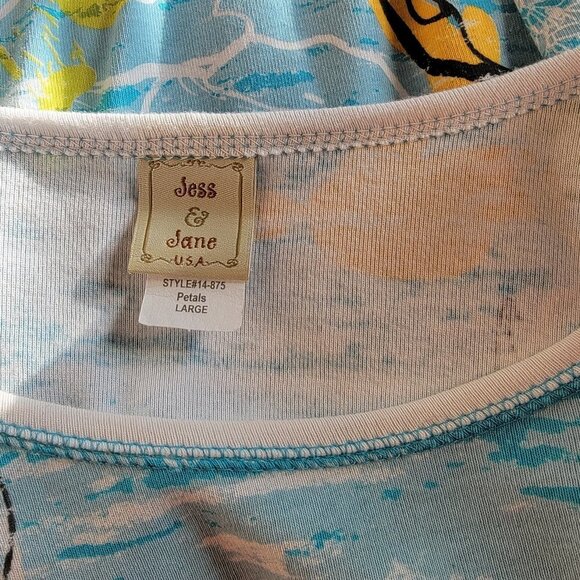 Jess
&
Jane
U.S.A.
STYLE#14-875
Petals
LARGE